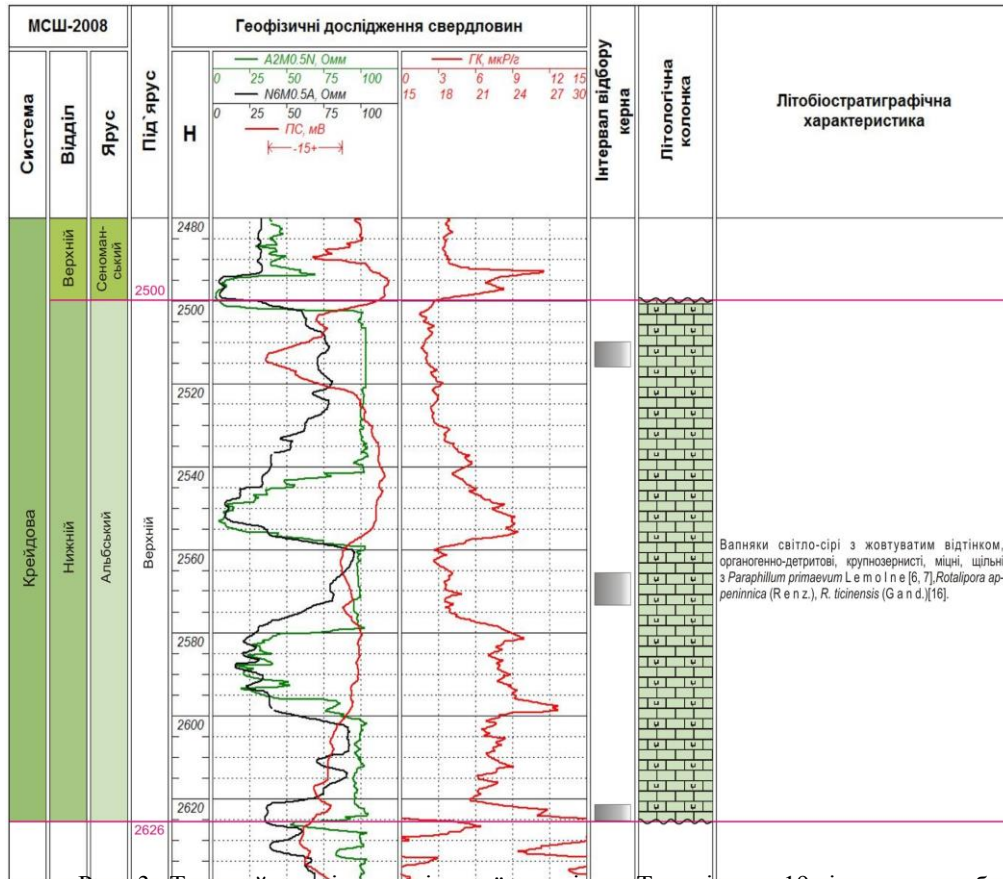 МСШ-2008
Геофізичні дослідження свердловин
Система
Відділ
Ярус
Під`ярус
Н
A2M0.5N, Омм
0 25 50 75 100
N6M0.5A, Омм
0 25 50 75 100
ПС, мВ
-15+
ГК, мкР/г
0 3 6 9 12 15
15 18 21 24 27 30
Інтервал відбору
керна
Літологічна
колонка
Літобіостратиграфічна
характеристика
Крейдова
Верхній
Сеноман-
ський
Нижній
Альбський
Верхній
2500
2626
2480
2500
2520
2540
2560
2580
2600
2620
Вапняки світло-сірі з жовтуватим відтінком,
органогенно-детритові, крупнозернисті, міцні, щільні
з Paraphillum primaevum L e m o I n e [6, 7], Rotalipora ap-
peninnica (R e n z.), R. ticinensis (G a n d.)[16].